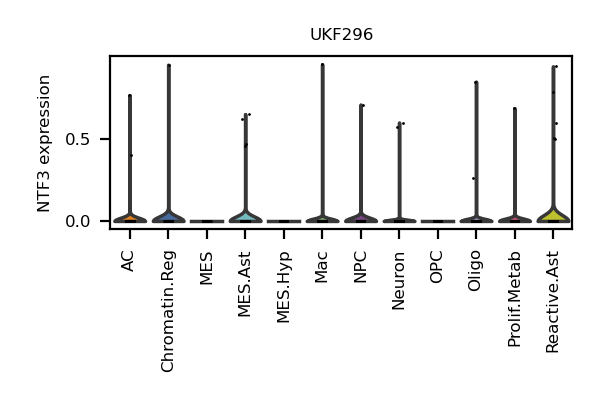 UKF296
NTF3 expression
0.5
0.0
AC
Chromatin.Reg
MES
MES.Ast
MES.Hyp
Mac
NPC
Neuron
OPC
Oligo
Prolif.Metab
Reactive.Ast